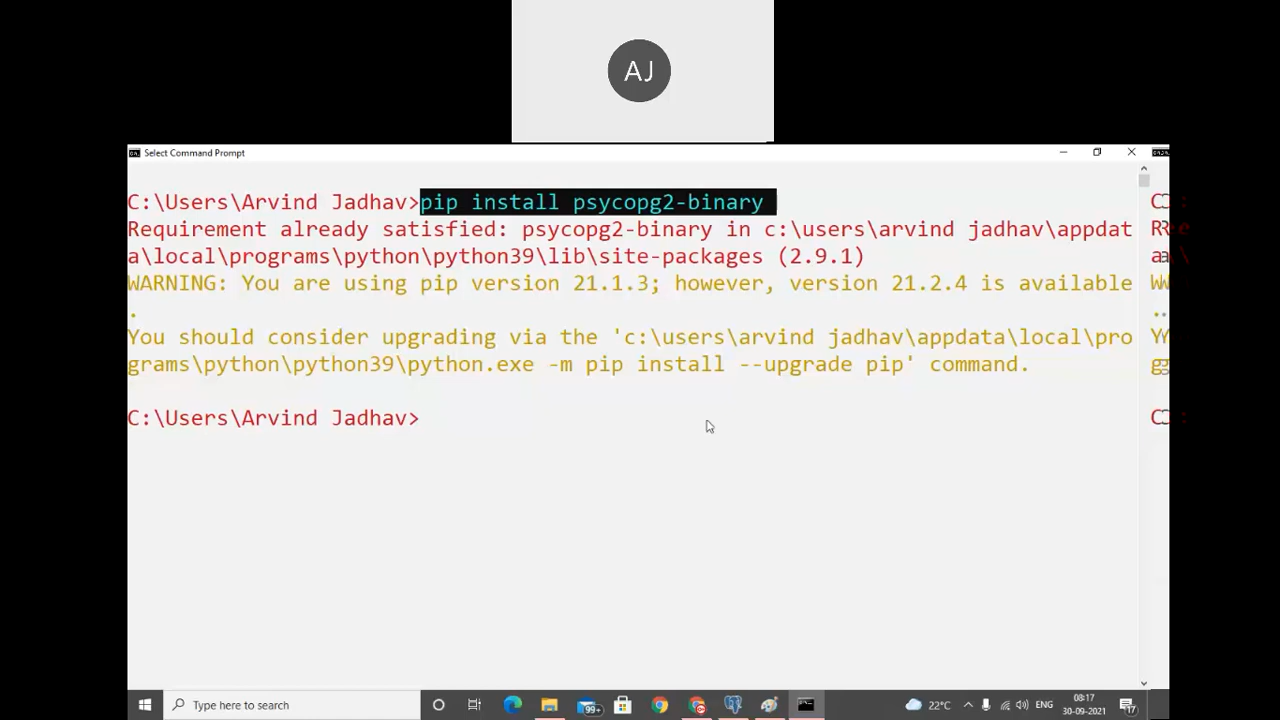 AJ
Select Command Prompt
C:\Users\Arvind Jadhav>pip install psycopg2-binary
Requirement already satisfied: psycopg2-binary in c:\users\arvind jadhav\appdat
a\local\programs\python\python39\lib\site-packages (2.9.1)
WARNING: You are using pip version 21.1.3; however, version 21.2.4 is available
.
You should consider upgrading via the 'c:\users\arvind jadhav\appdata\local\pro
grams\python\python39\python.exe -m pip install --upgrade pip' command.
C:\Users\Arvind Jadhav>
Type here to search
99+
22°C
ENG
08:17
30-09-2021
17